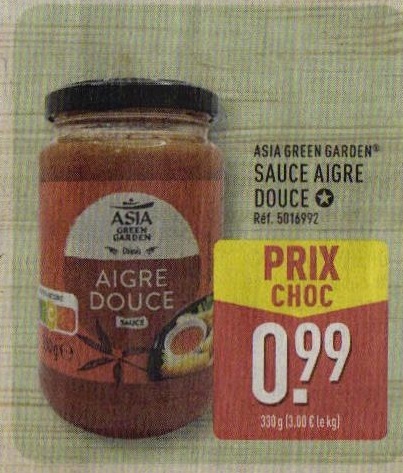 ASIA GREEN GARDEN®
SAUCE AIGRE
DOUCE
Réf. 5016992
PRIX
CHOC
0.99
330 g (3,00 € le kg)
ASIA
GREEN
GARDEN
AIGRE
DOUCE
SAUCE